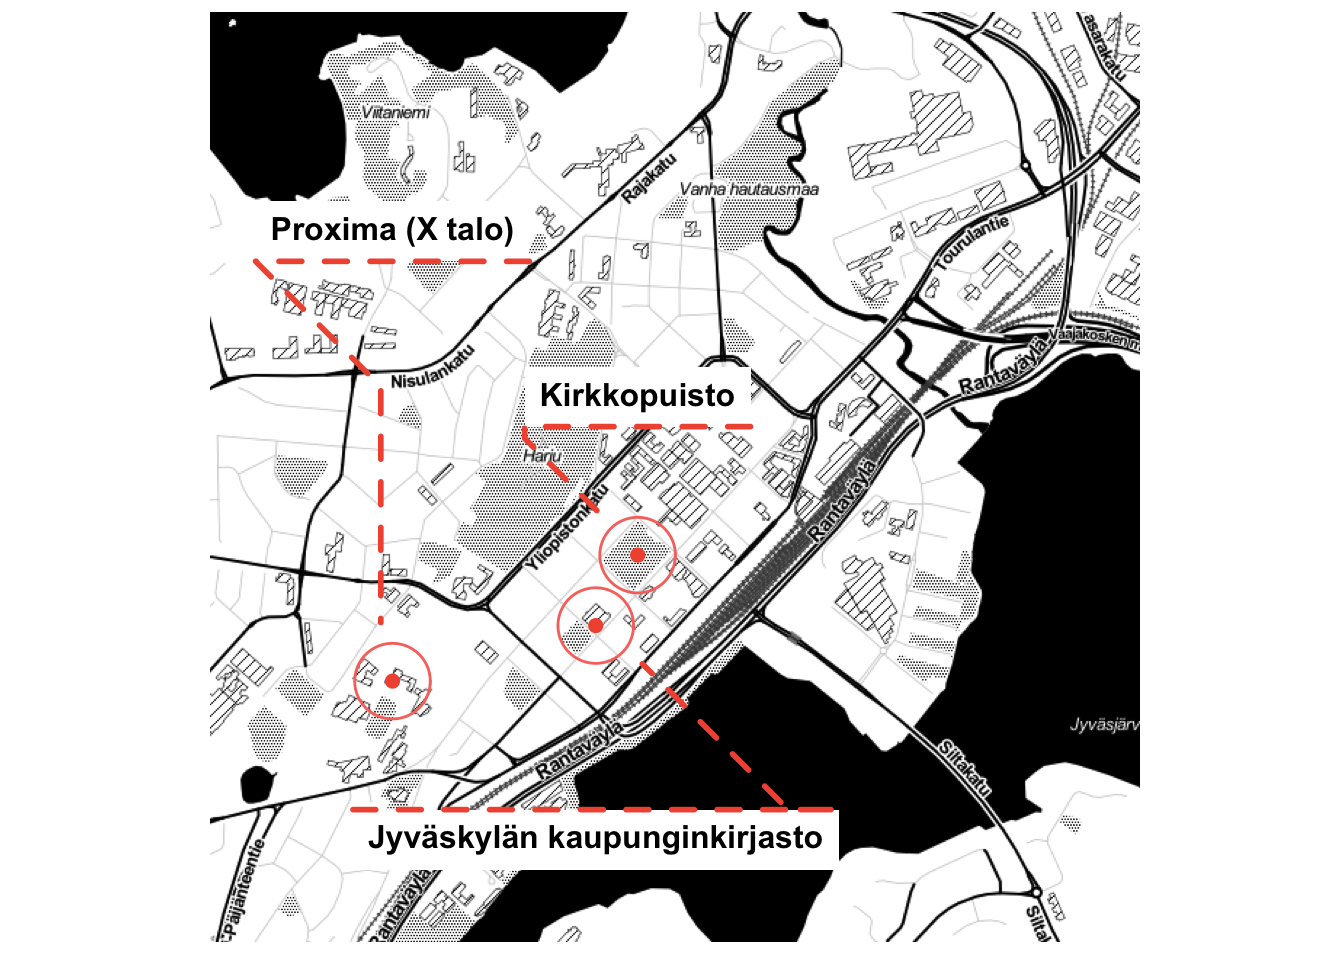 asarakatu
Viitaniemi
Rajakatu
Vanha hautausmaa
Proxima (X talo)
Tourulantie
Vaajakosken m
Rantaväylä
Nisulankatu
Kirkkopuisto
Harju
Rantaväylä
Yliopistonkatu
Jyväsjärv
Rantaväylä
Siltakatu
Jyväskylän kaupunginkirjasto
Päijänteentie
Rantaväylä
Siltak